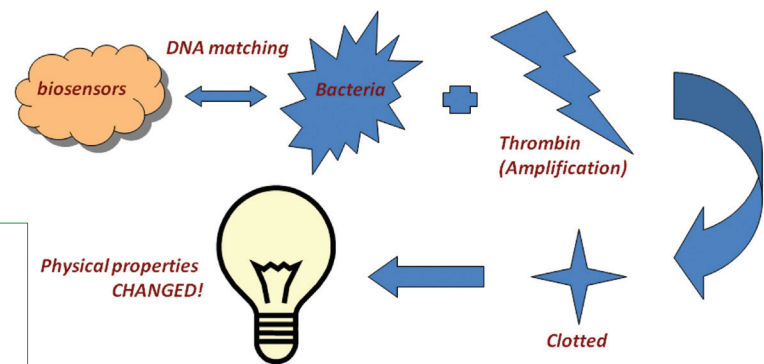 DNA matching
biosensors
Bacteria
Thrombin
(Amplification)
Clotted
Physical properties
CHANGED!